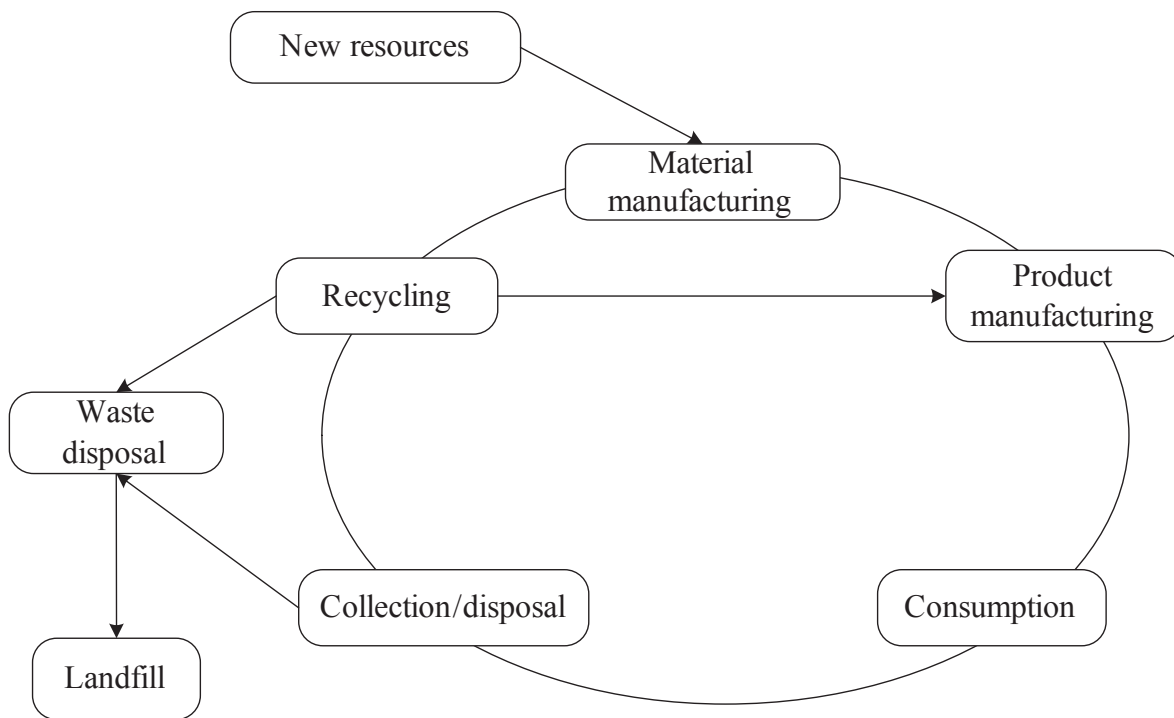 New resources
Material
manufacturing
Recycling
Product
manufacturing
Waste
disposal
Collection/disposal
Consumption
Landfill